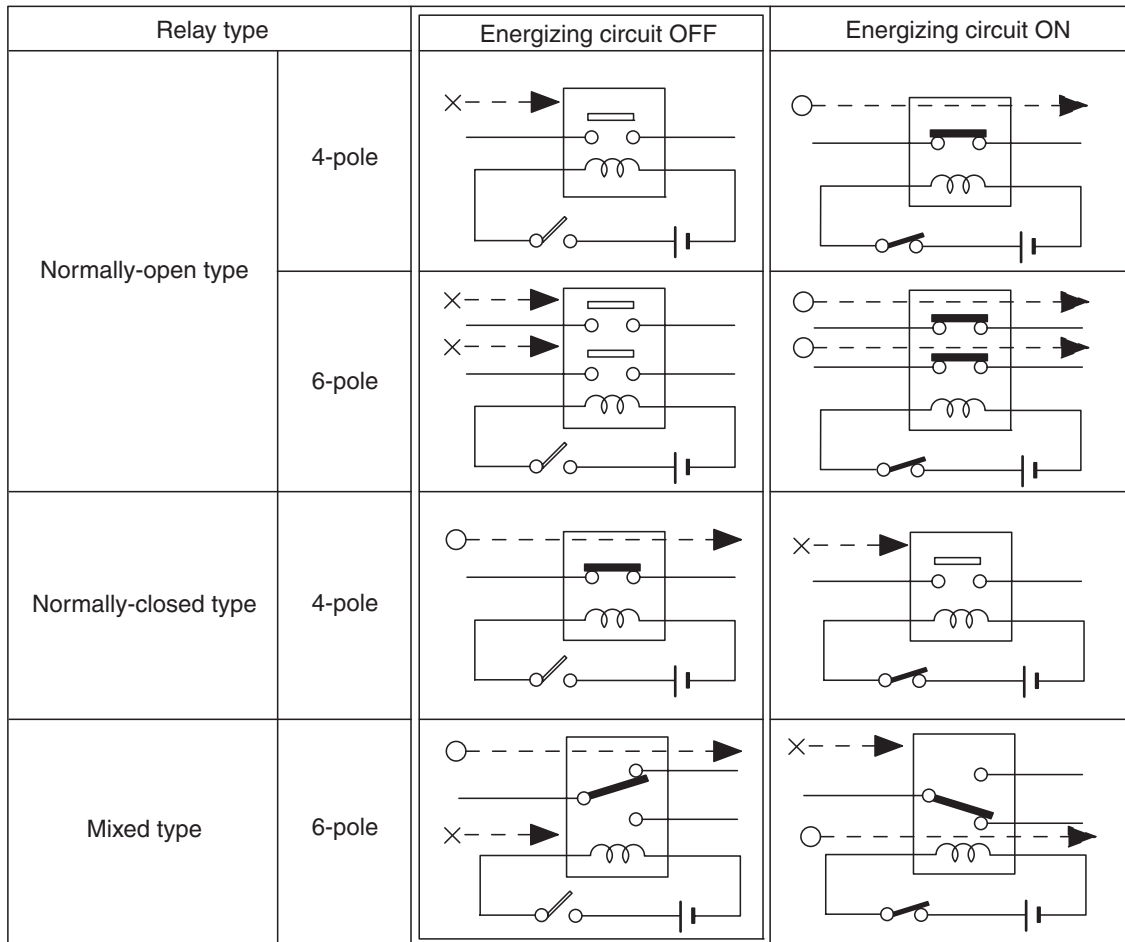 Relay type
Energizing circuit OFF
Energizing circuit ON
Normally-open type
4-pole
6-pole
Normally-closed type
4-pole
Mixed type
6-pole